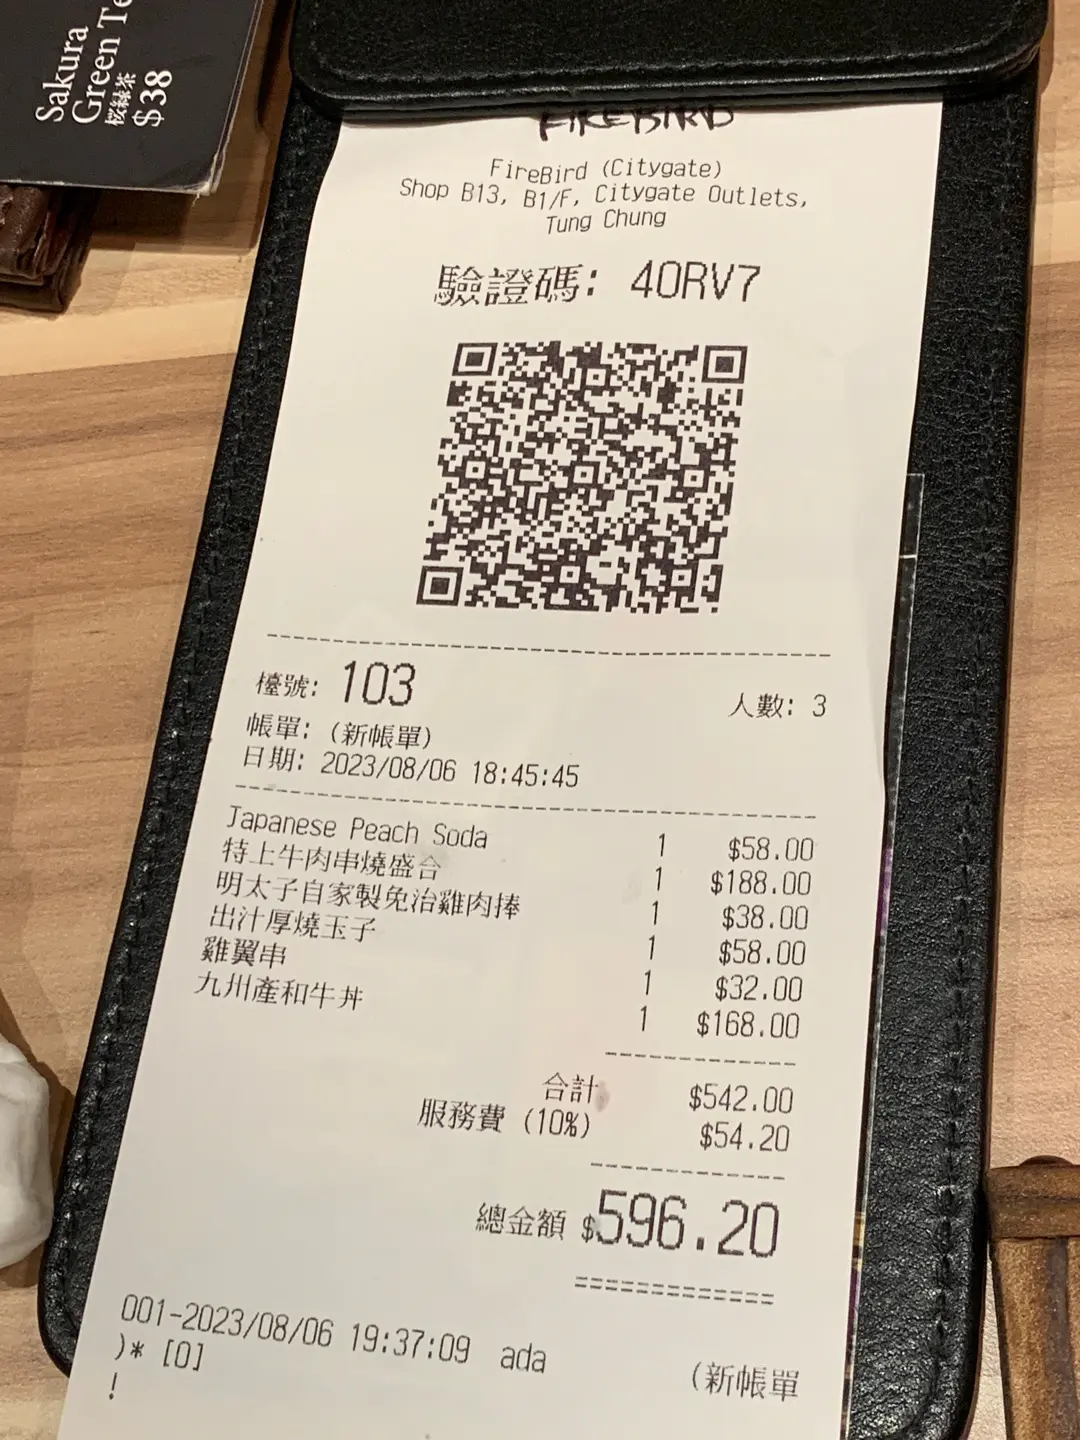 Sakura
Green Te
桜緑茶
$38
FIREBIRD
FireBird (Citygate)
Shop B13, B1/F, Citygate Outlets,
Tung Chung
驗證碼: 40RV7
檯號: 103 人數: 3
帳單: (新帳單)
日期: 2023/08/06 18:45:45
Japanese Peach Soda 1 $58.00
特上牛肉串燒盛合 1 $188.00
明太子自家製免治雞肉捧 1 $38.00
出汁厚燒玉子 1 $58.00
雞翼串 1 $32.00
九州產和牛丼 1 $168.00
合計 $542.00
服務費 (10%) $54.20
總金額 $596.20
001-2023/08/06 19:37:09 ada (新帳單
)* [0]
!